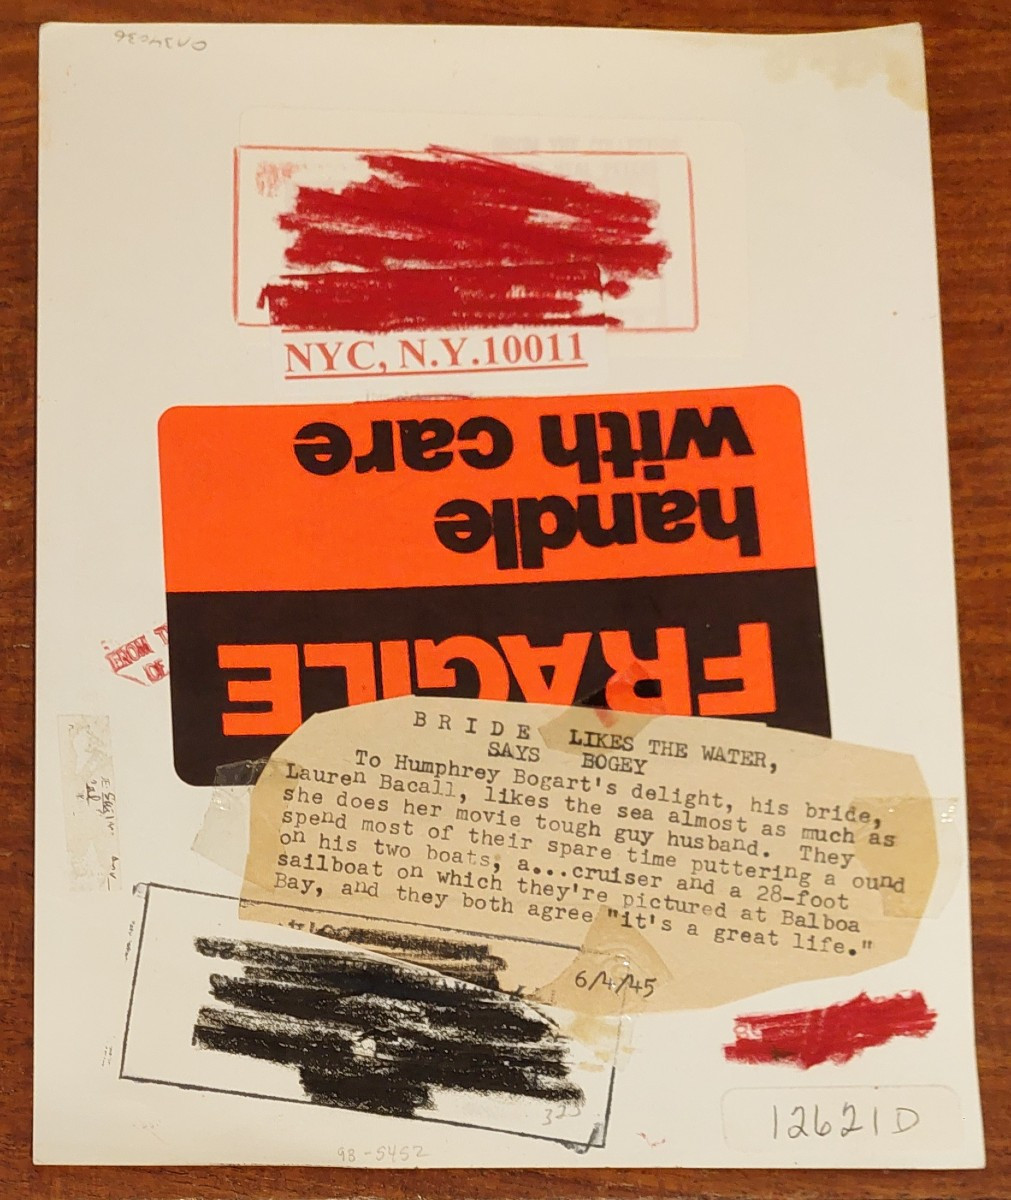 0134036
NYC, N.Y.10011
FRAGILE
handle
with care
FROM
OF
BRIDE LIKES THE WATER,
SAYS BOGEY
To Humphrey Bogart's delight, his bride,
Lauren Bacall, likes the sea almost as much as
she does her movie tough guy husband. They
spend most of their spare time puttering a ound
on his two boats, a...cruiser and a 28-foot
sailboat on which they're pictured at Balboa
Bay, and they both agree "it's a great life."
6/4/45
323
12621D
98-5452